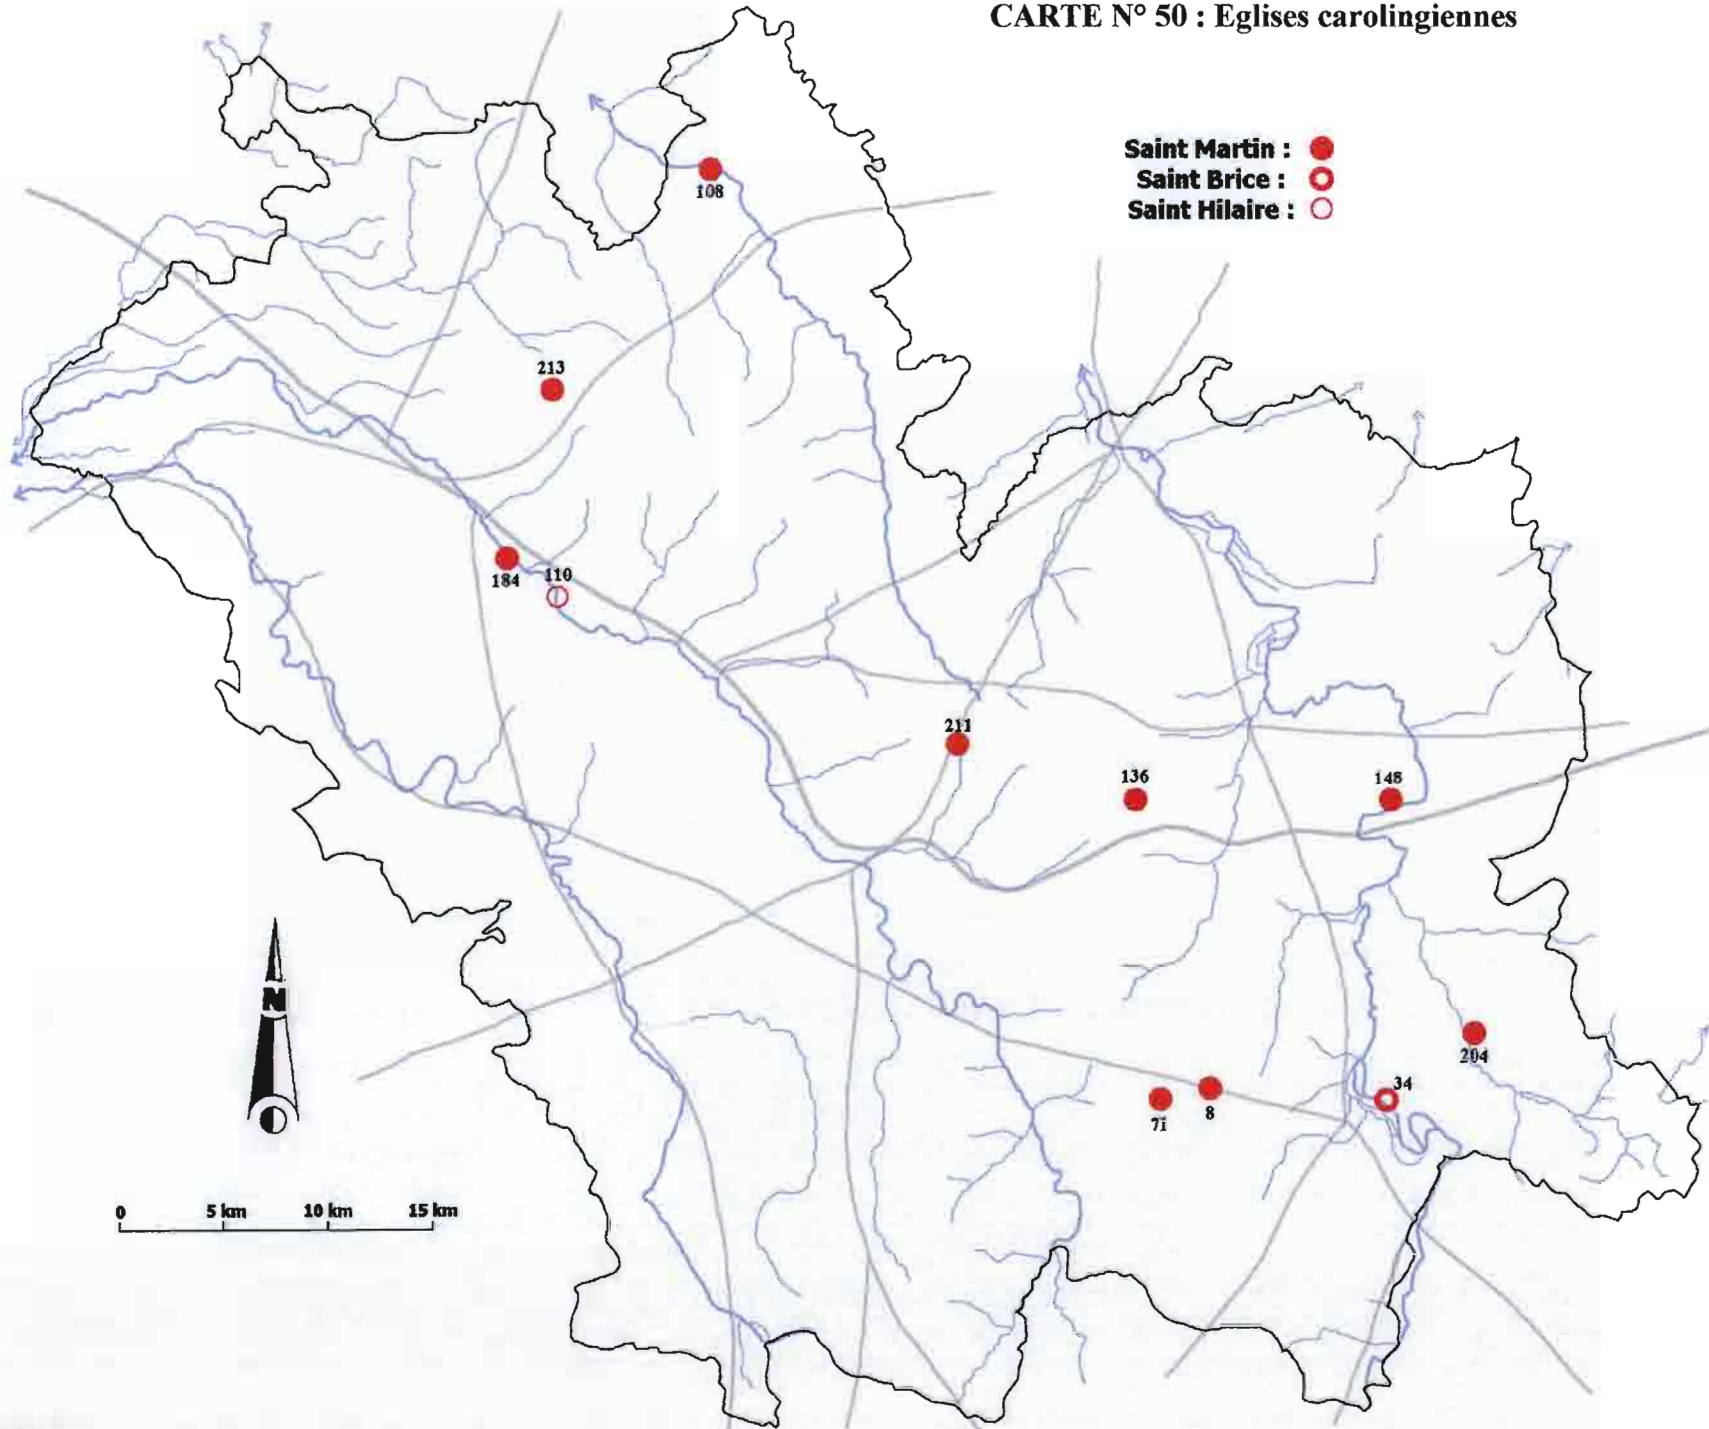 CARTE N° 50 : Eglises carolingiennes
Saint Martin :
Saint Brice :
Saint Hilaire :
108
213
184
110
211
136
148
204
34
71
8
N
0 5 km 10 km 15 km